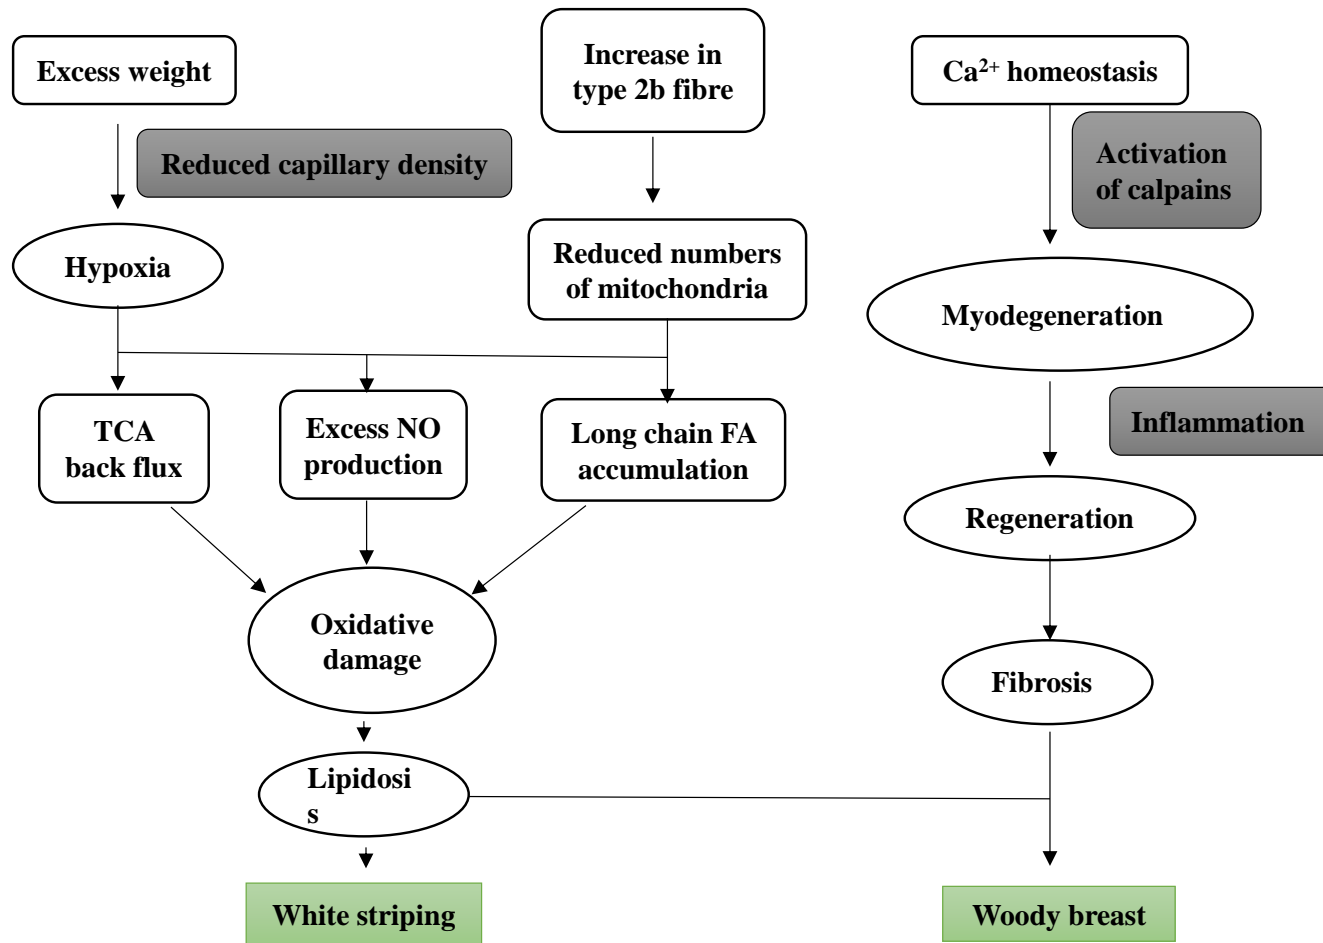 Excess weight
Increase in
type 2b fibre
Ca²⁺ homeostasis
Reduced capillary density
Activation
of calpains
Hypoxia
Reduced numbers
of mitochondria
Myodegeneration
TCA
back flux
Excess NO
production
Long chain FA
accumulation
Inflammation
Regeneration
Oxidative
damage
Fibrosis
Lipidosi
s
White striping
Woody breast